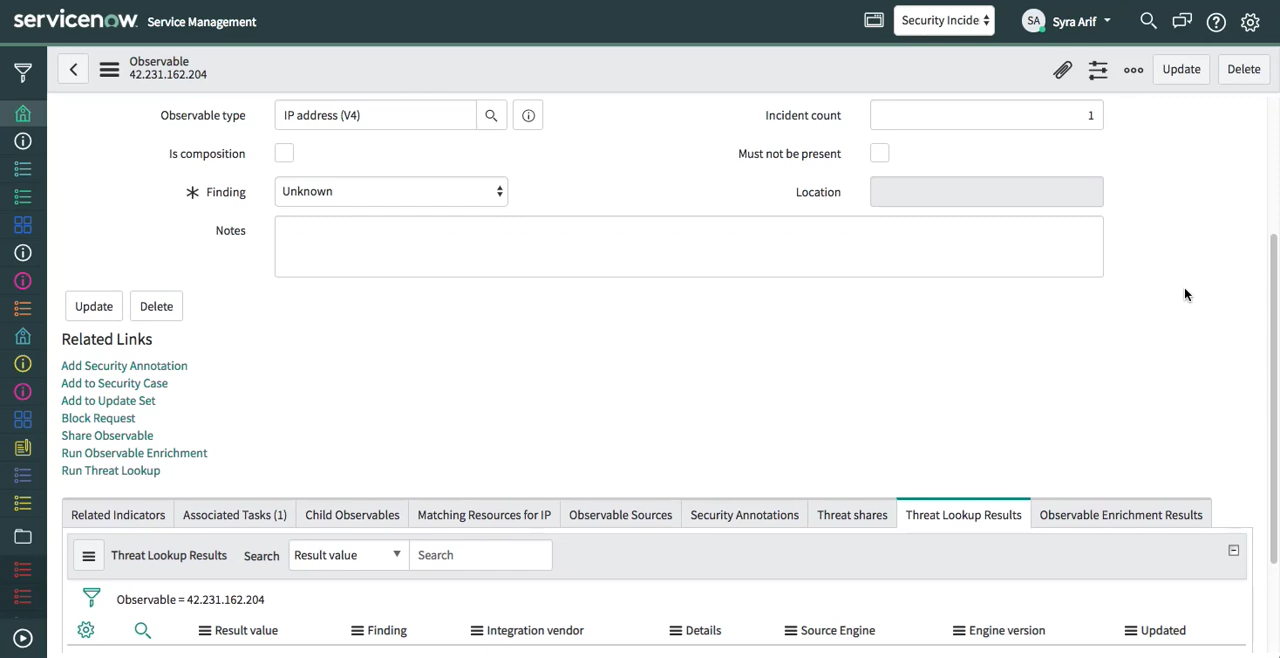 servicenow Service Management
Security Incide
SA Syra Arif
Observable
42.231.162.204
Update Delete
Observable type IP address (V4)
Incident count 1
Is composition
Must not be present
Finding Unknown
Location
Notes
Update Delete
Related Links
Add Security Annotation
Add to Security Case
Add to Update Set
Block Request
Share Observable
Run Observable Enrichment
Run Threat Lookup
Related Indicators Associated Tasks (1) Child Observables Matching Resources for IP Observable Sources Security Annotations Threat shares Threat Lookup Results Observable Enrichment Results
Threat Lookup Results Search Result value Search
Observable = 42.231.162.204
Result value Finding Integration vendor Details Source Engine Engine version Updated